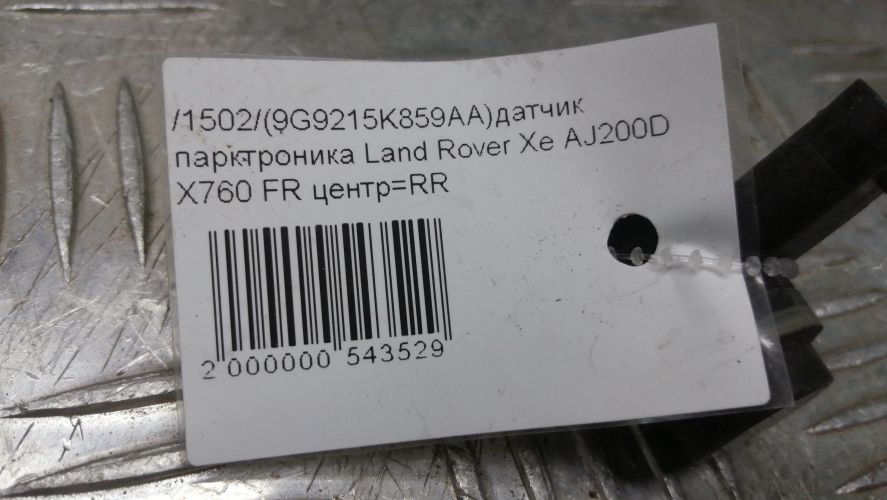 /1502/(9G9215K859AA)датчик
парктроника Land Rover Xe AJ200D
X760 FR центр=RR
2 000000 543529